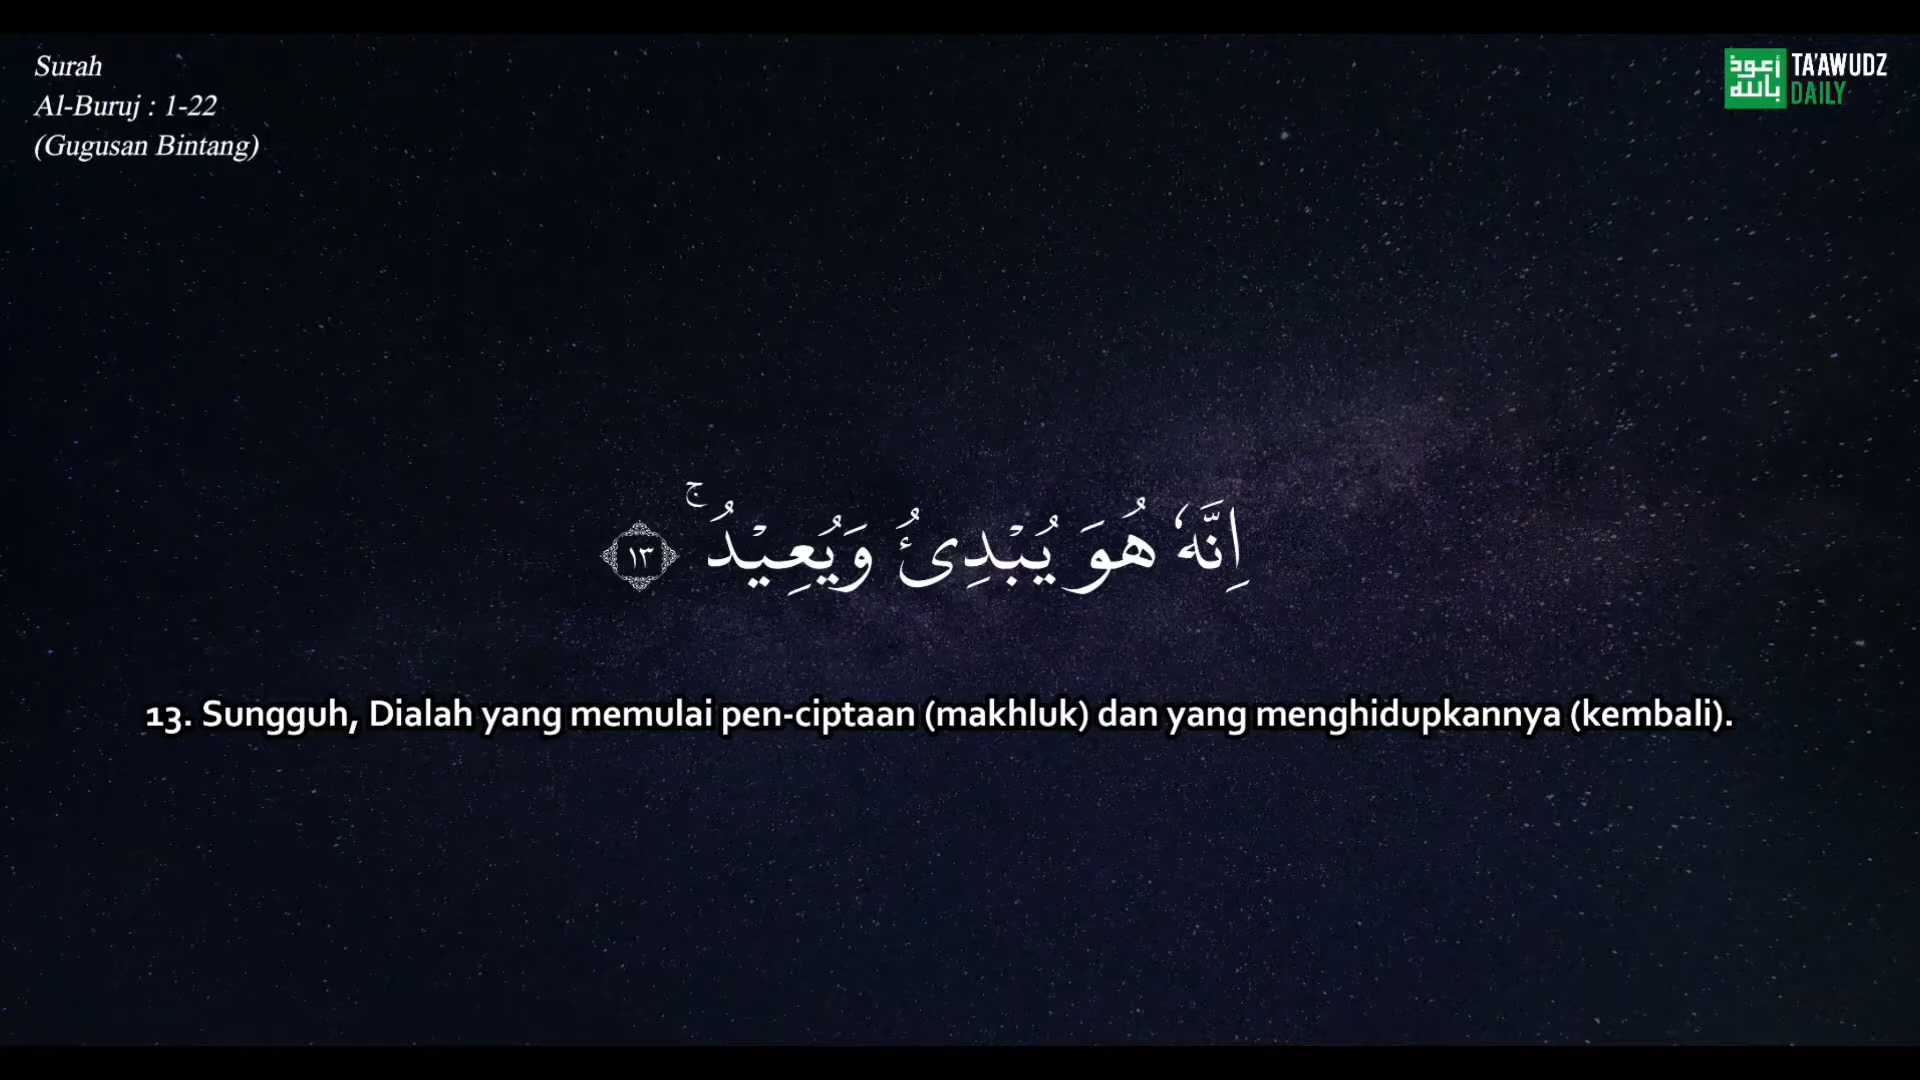 Surah
Al-Buruj : 1-22
(Gugusan Bintang)
أعوذ
بالله
TA'AWUDZ
DAILY
اِنَّهٗ هُوَ يُبْدِئُ وَيُعِيْدُۚ ١٣
13. Sungguh, Dialah yang memulai pen-ciptaan (makhluk) dan yang menghidupkannya (kembali).